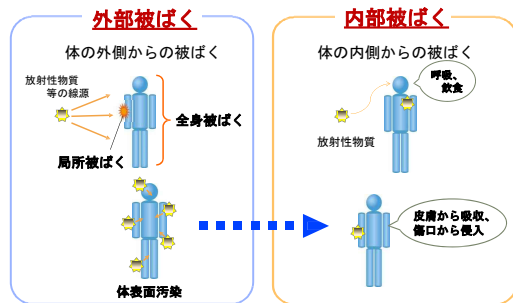 外部被ばく
体の外側からの被ばく
放射性物質
等の線源
全身被ばく
局所被ばく
体表面汚染
内部被ばく
体の内側からの被ばく
呼吸、
飲食
放射性物質
皮膚から吸収、
傷口から侵入